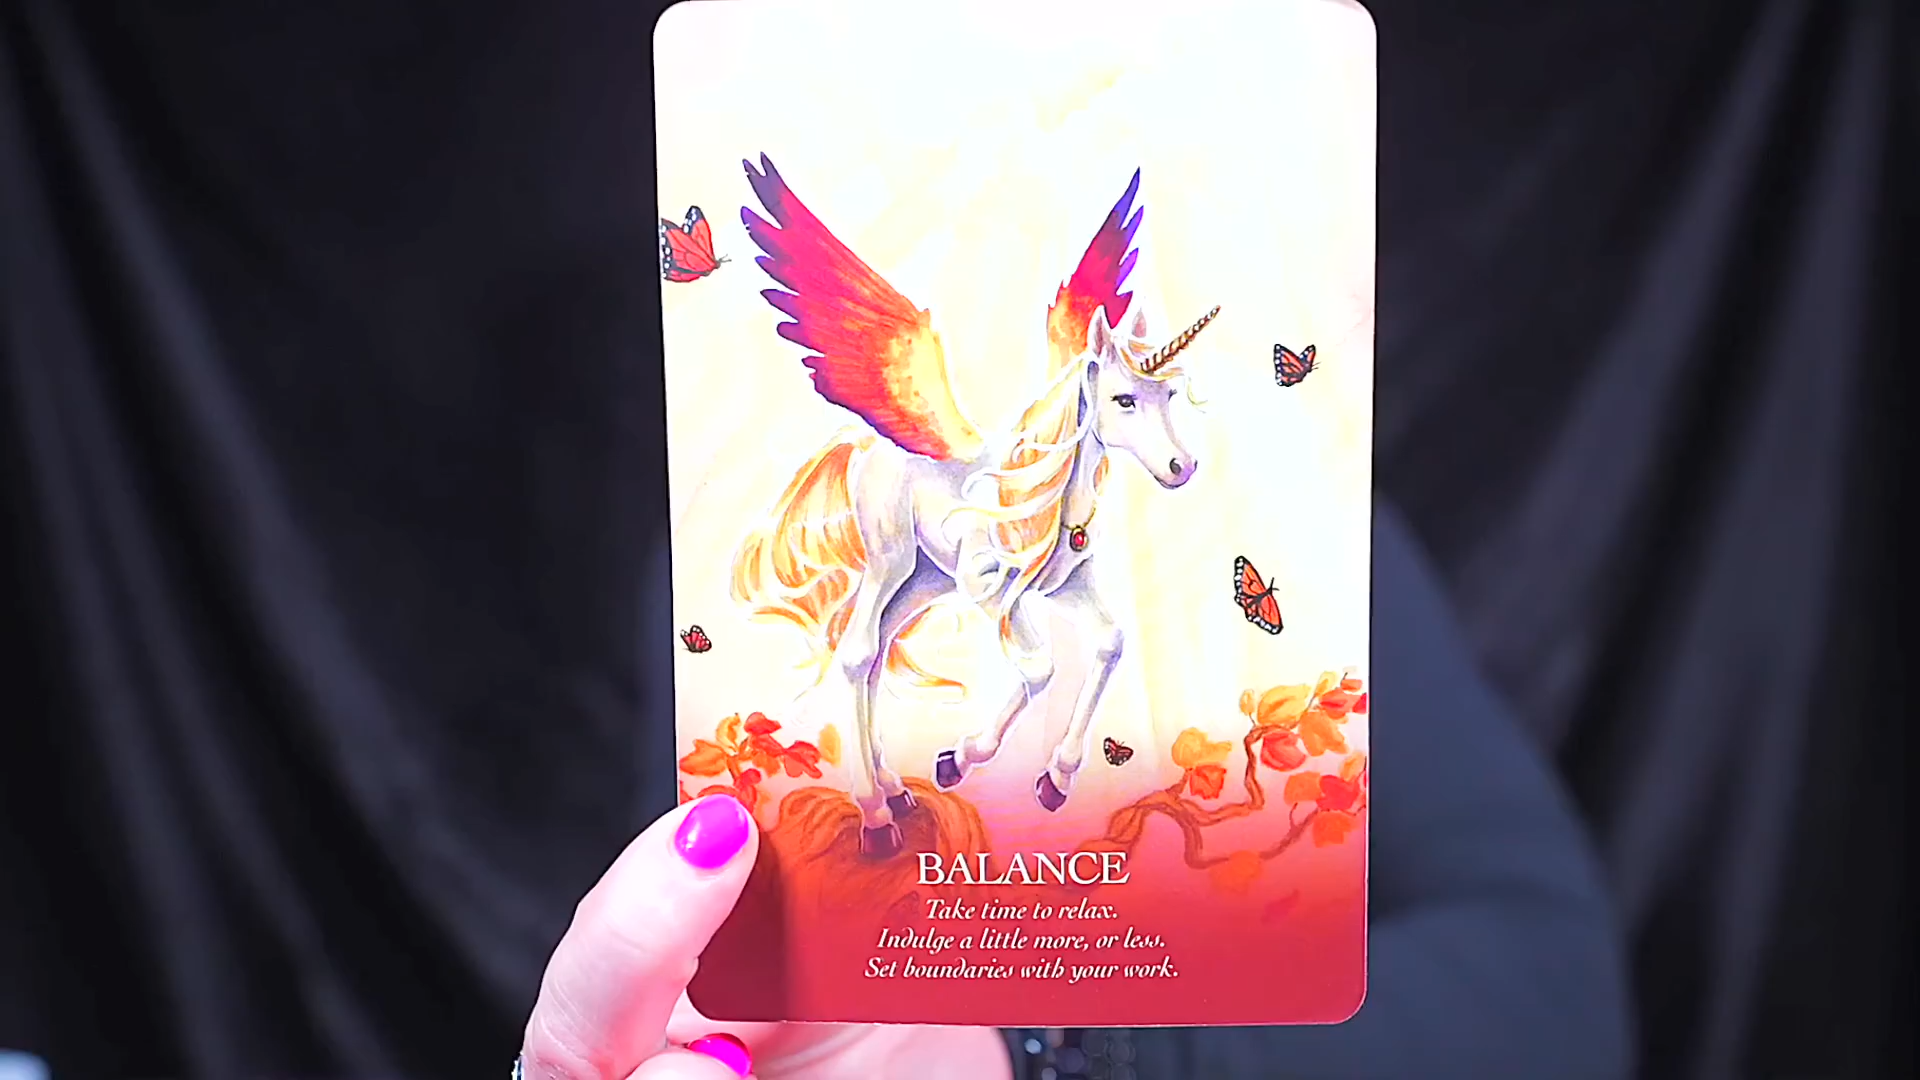 BALANCE
Take time to relax.
Indulge a little more, or less.
Set boundaries with your work.